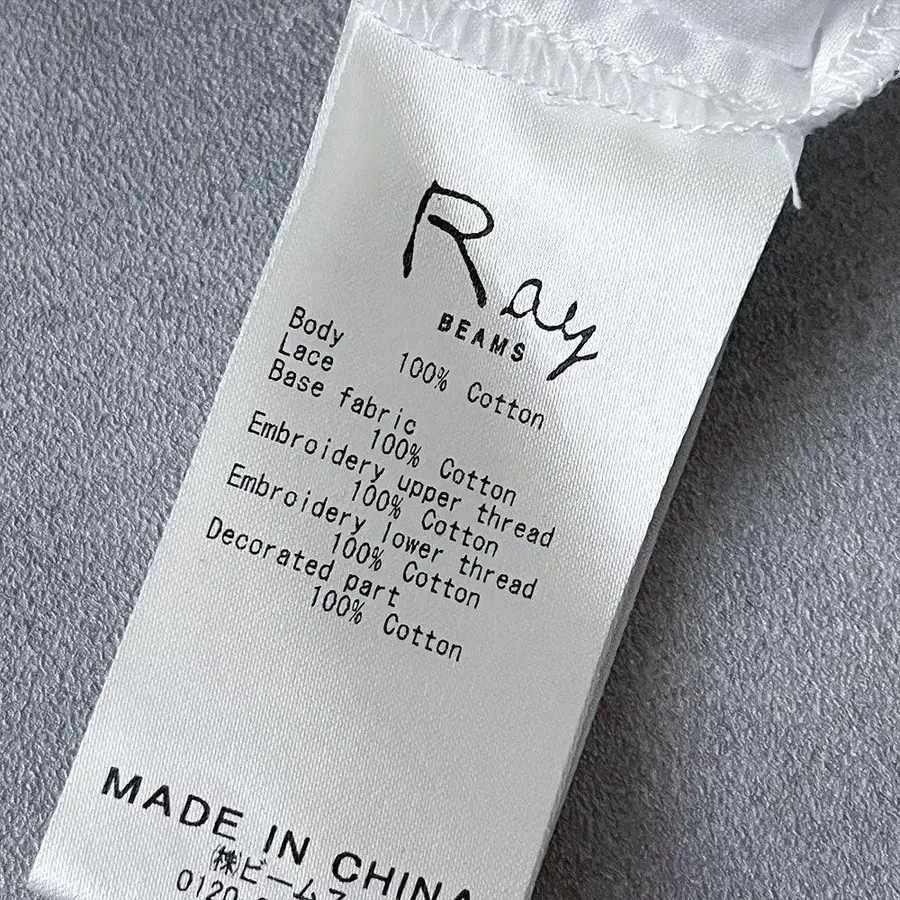 Ray
BEAMS
Body
100% Cotton
Lace
Base fabric
100% Cotton
Embroidery upper thread
100% Cotton
Embroidery lower thread
100% Cotton
Decorated part
100% Cotton
MADE IN CHINA
㈱ビームス
0120-